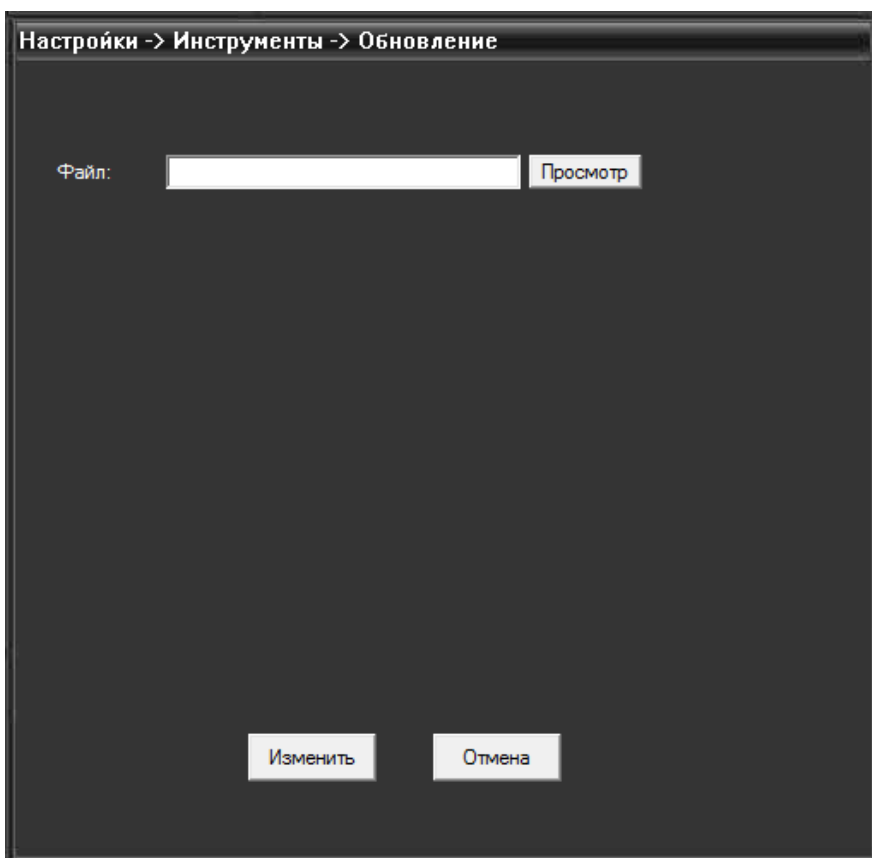 Настройки -> Инструменты -> Обновление
Файл: Просмотр
Изменить Отмена